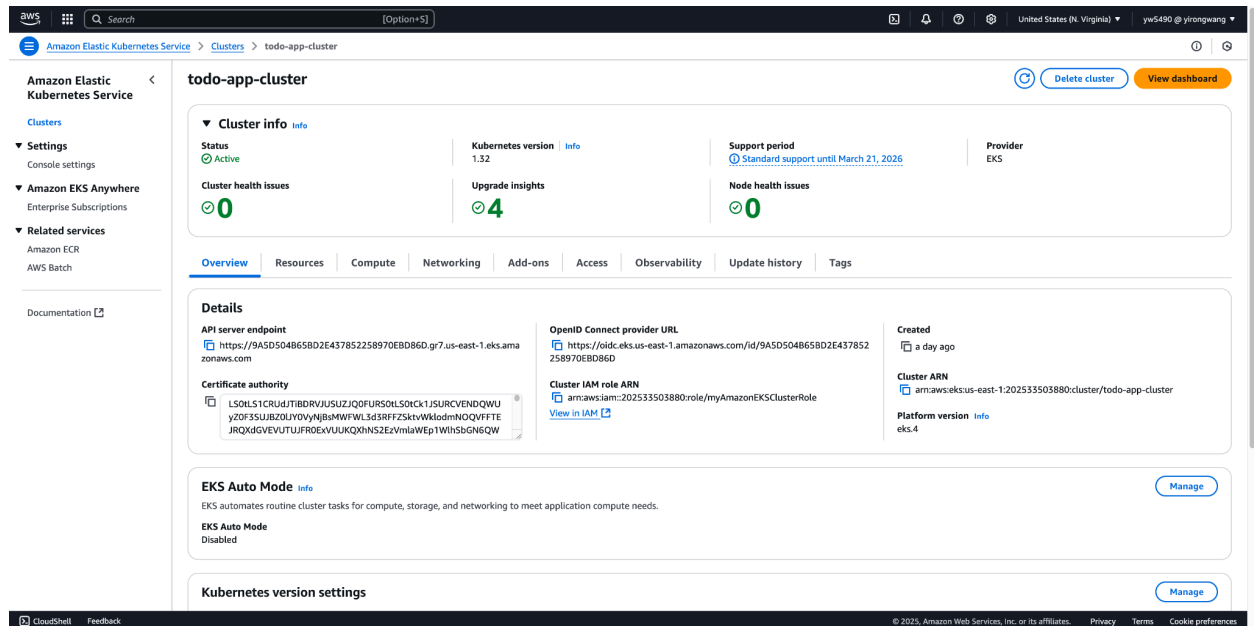 aws
Search
[Option+S]
United States (N. Virginia) ▼
yw5490 @ yirongwang ▼
Amazon Elastic Kubernetes Service > Clusters > todo-app-cluster
Amazon Elastic
Kubernetes Service
Clusters
Settings
Console settings
Amazon EKS Anywhere
Enterprise Subscriptions
Related services
Amazon ECR
AWS Batch
Documentation
todo-app-cluster
Delete cluster
View dashboard
Cluster info Info
Status
Active
Kubernetes version Info
1.32
Support period
Standard support until March 21, 2026
Provider
EKS
Cluster health issues
0
Upgrade insights
4
Node health issues
0
Overview
Resources
Compute
Networking
Add-ons
Access
Observability
Update history
Tags
Details
API server endpoint
https://9A5D504B65BD2E437852258970EBD86D.gr7.us-east-1.eks.ama
zonaws.com
Certificate authority
OpenID Connect provider URL
https://oidc.eks.us-east-1.amazonaws.com/id/9A5D504B65BD2E437852
258970EBD86D
Cluster IAM role ARN
arn:aws:iam::202533503880:role/myAmazonEKSClusterRole
View in IAM
Created
a day ago
Cluster ARN
arn:aws:eks:us-east-1:202533503880:cluster/todo-app-cluster
Platform version Info
eks.4
EKS Auto Mode Info
Manage
EKS automates routine cluster tasks for compute, storage, and networking to meet application compute needs.
EKS Auto Mode
Disabled
Kubernetes version settings
Manage
CloudShell
Feedback
© 2025, Amazon Web Services, Inc. or its affiliates.
Privacy
Terms
Cookie preferences